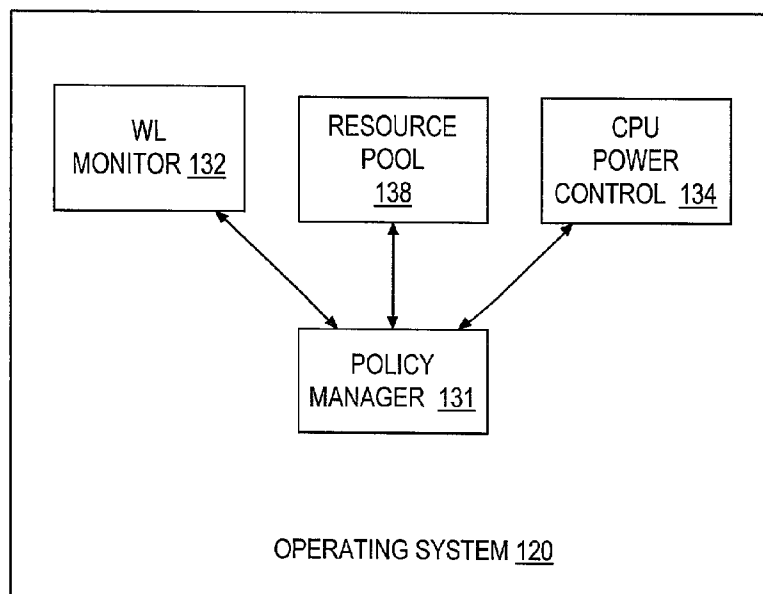 WL
MONITOR 132
RESOURCE
POOL
138
CPU
POWER
CONTROL 134
POLICY
MANAGER 131
OPERATING SYSTEM 120